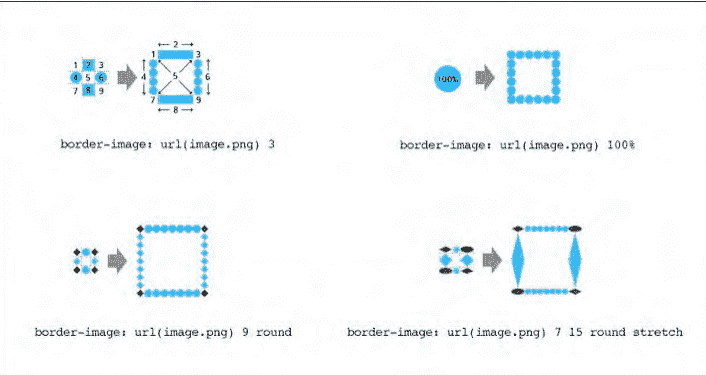 1 2 3
4 5 6
7 8 9
2
1 3
4 5 6
7 9
8
border-image: url(image.png) 3
100%
border-image: url(image.png) 100%
border-image: url(image.png) 9 round
border-image: url(image.png) 7 15 round stretch